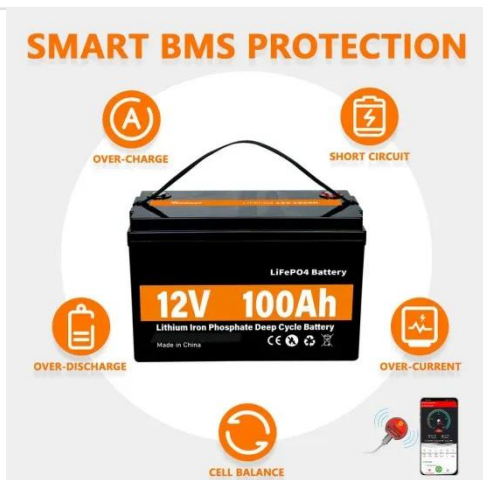 SMART BMS PROTECTION
OVER-CHARGE
SHORT CIRCUIT
LiFePO4 Battery
12V 100Ah
Lithium Iron Phosphate Deep Cycle Battery
Made in China
CE
OVER-DISCHARGE
OVER-CURRENT
CELL BALANCE